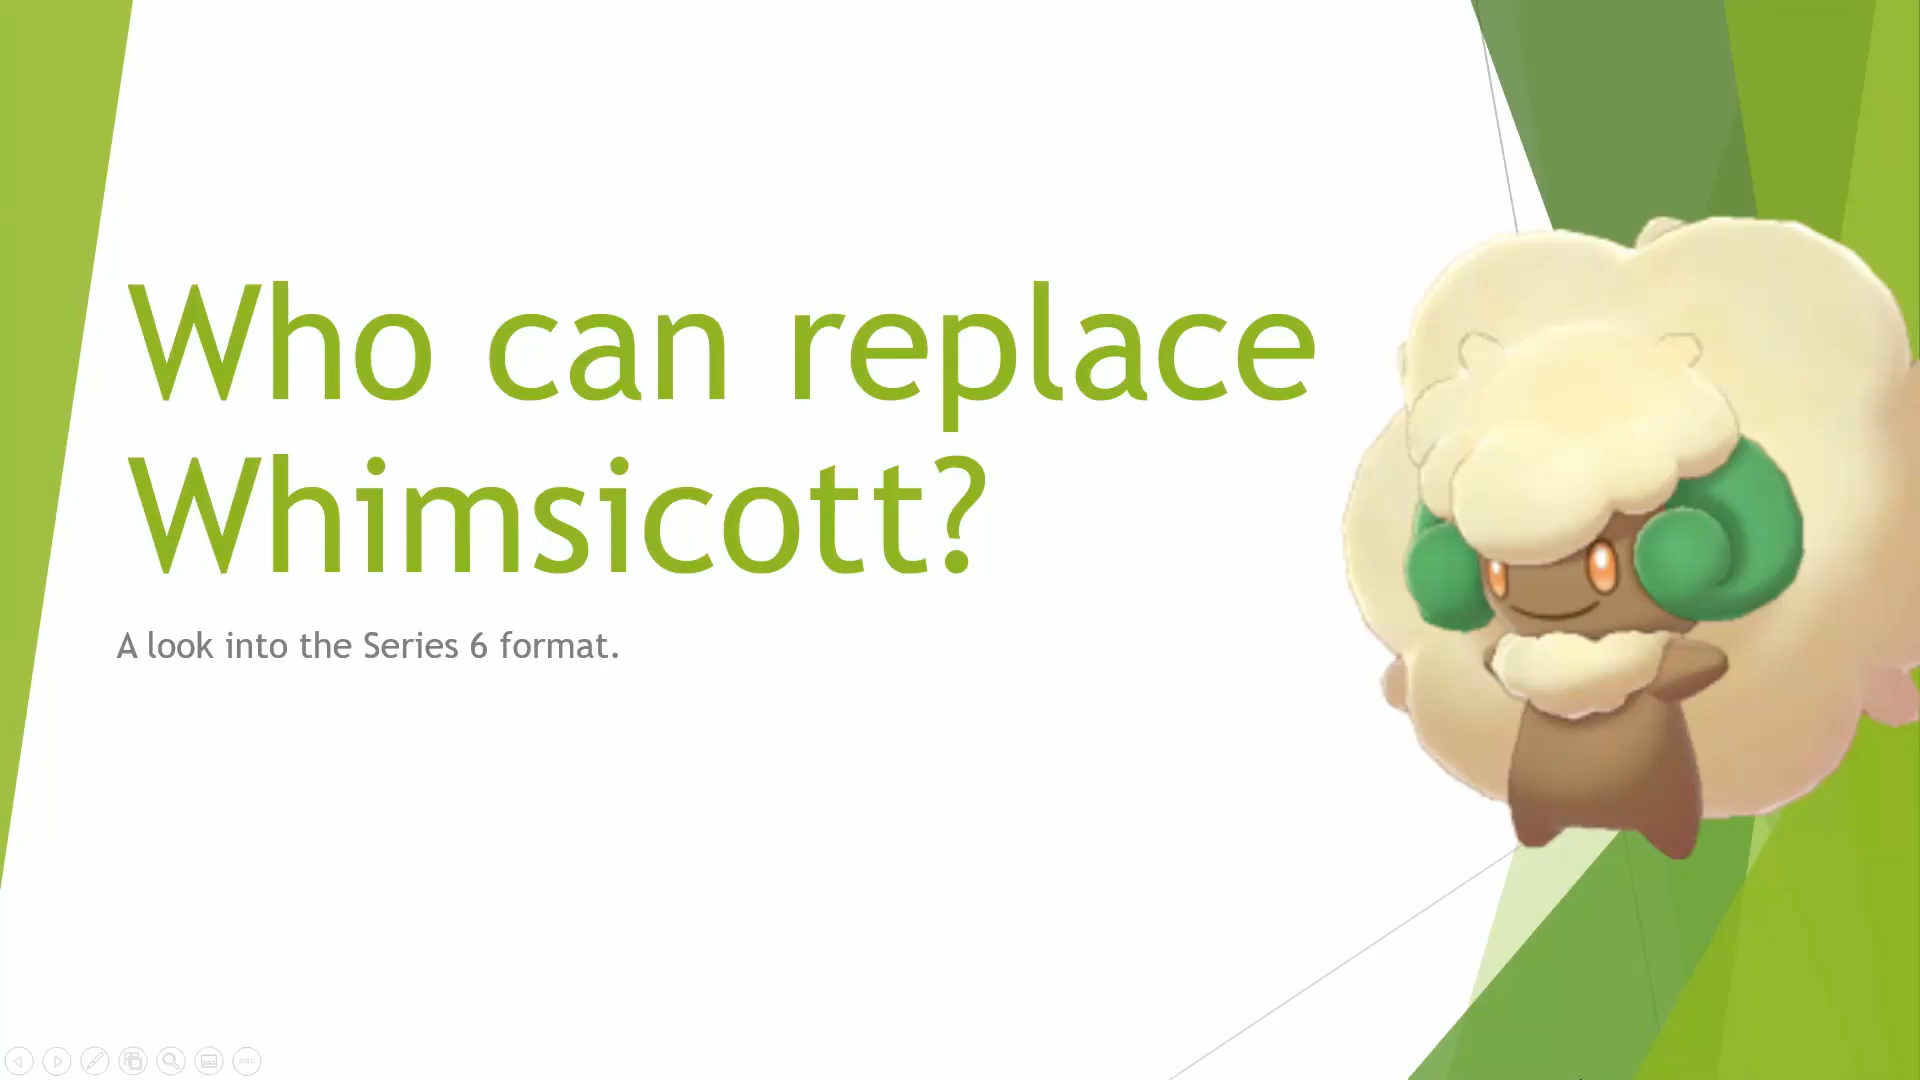 Who can replace
Whimsicott?
A look into the Series 6 format.